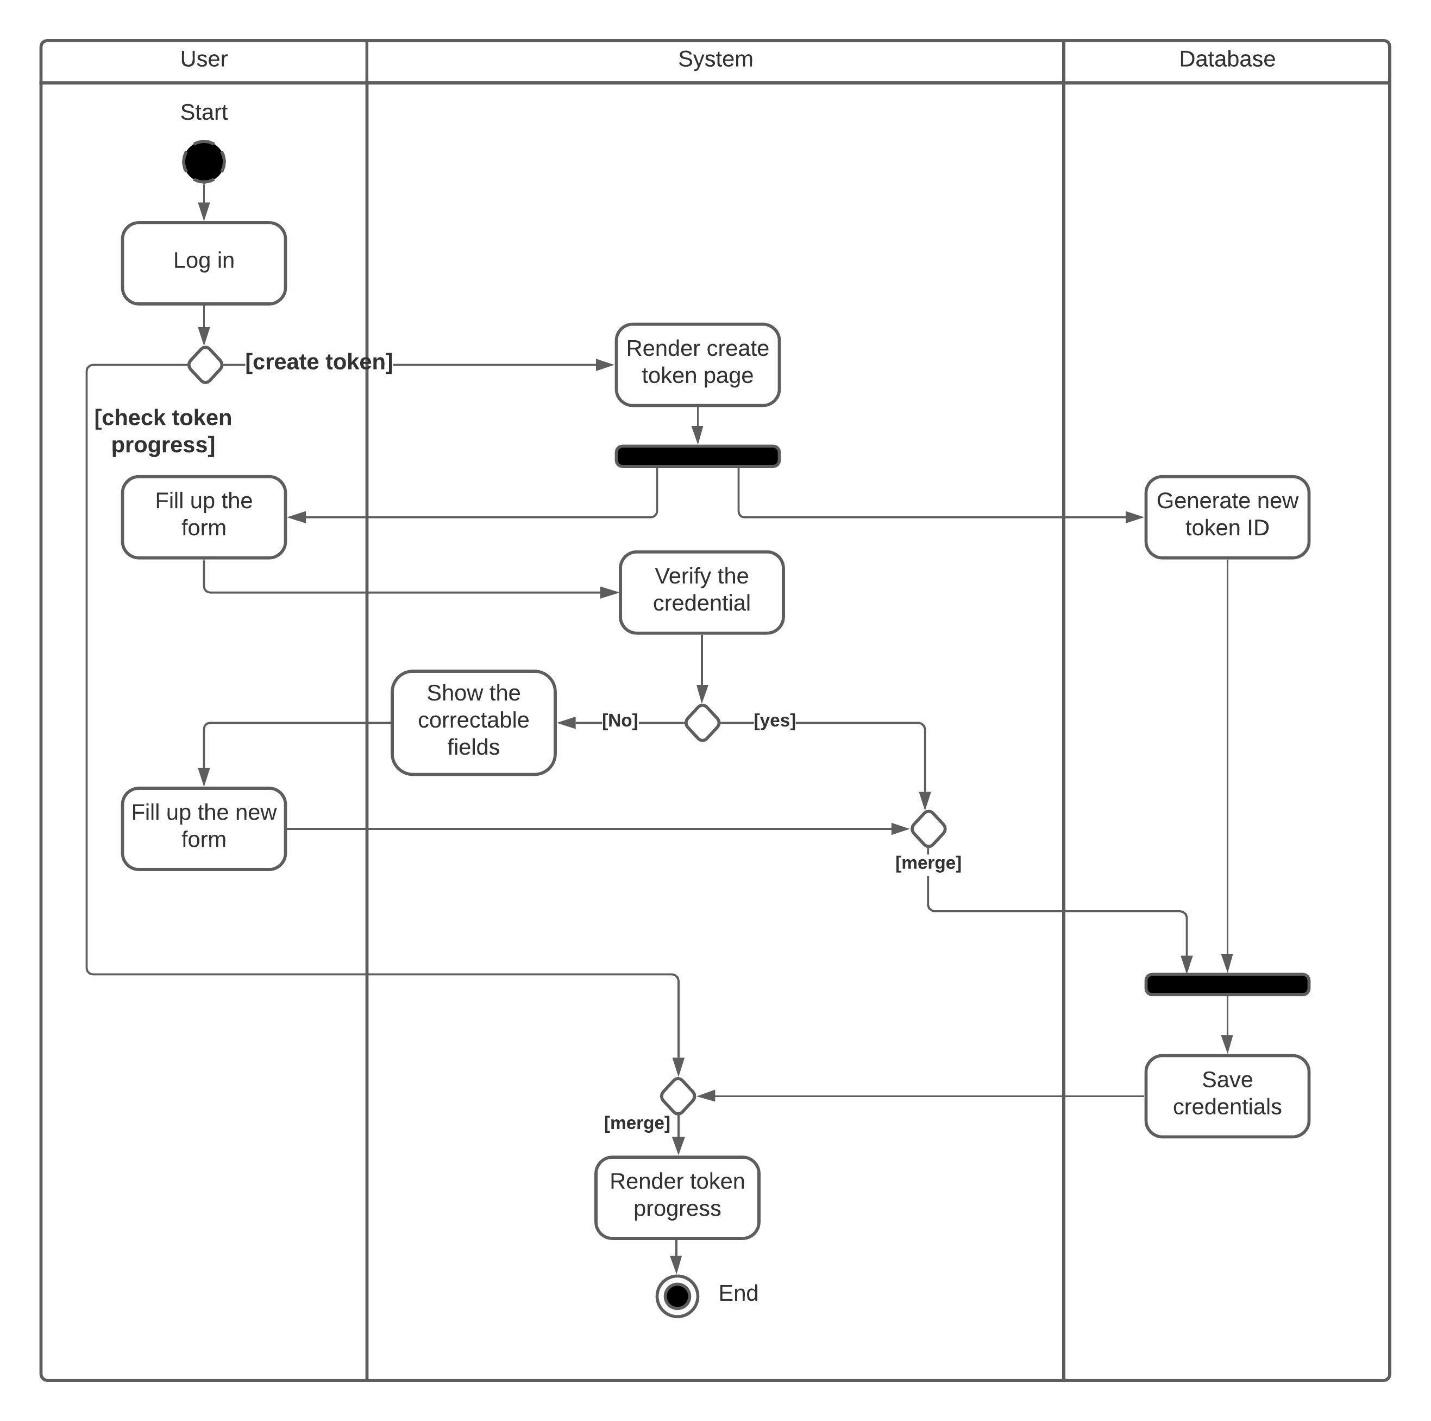 User
System
Database
Start
Log in
[create token]
Render create
token page
[check token
progress]
Fill up the
form
Generate new
token ID
Verify the
credential
Show the
correctable
fields
[No]
[yes]
Fill up the new
form
[merge]
Save
credentials
[merge]
Render token
progress
End